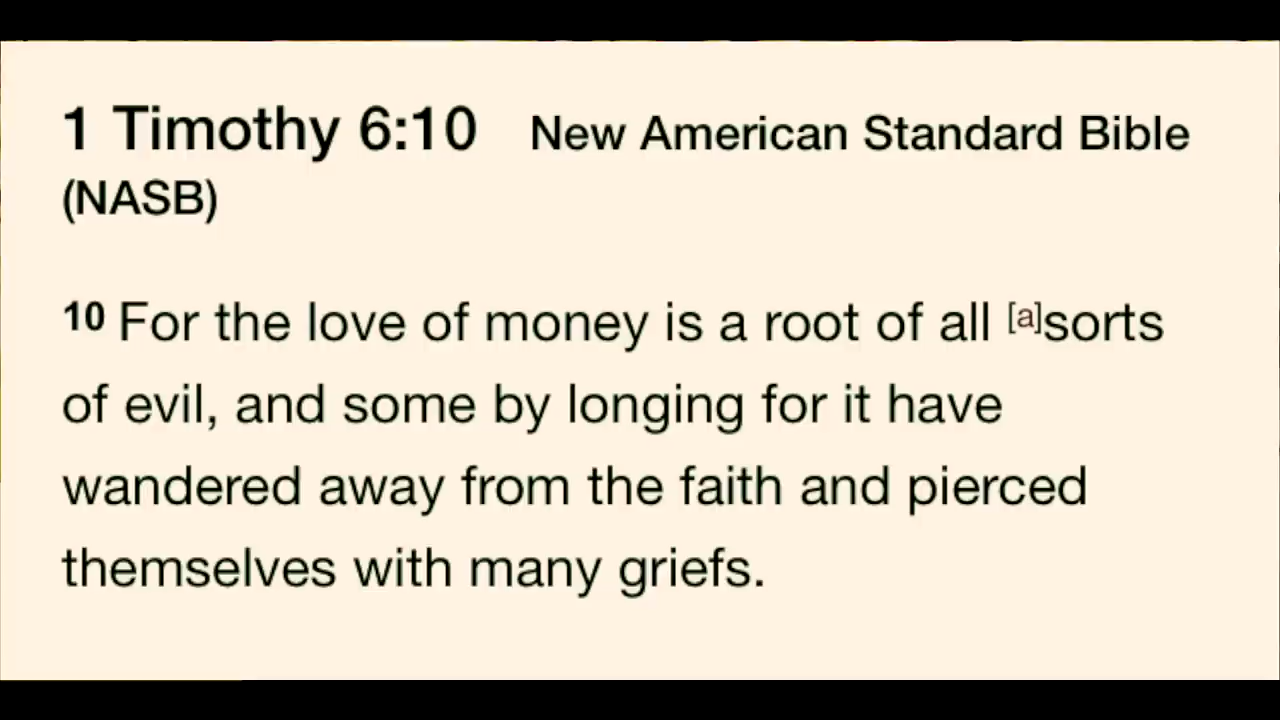 1 Timothy 6:10 New American Standard Bible
(NASB)
10 For the love of money is a root of all [a]sorts
of evil, and some by longing for it have
wandered away from the faith and pierced
themselves with many griefs.